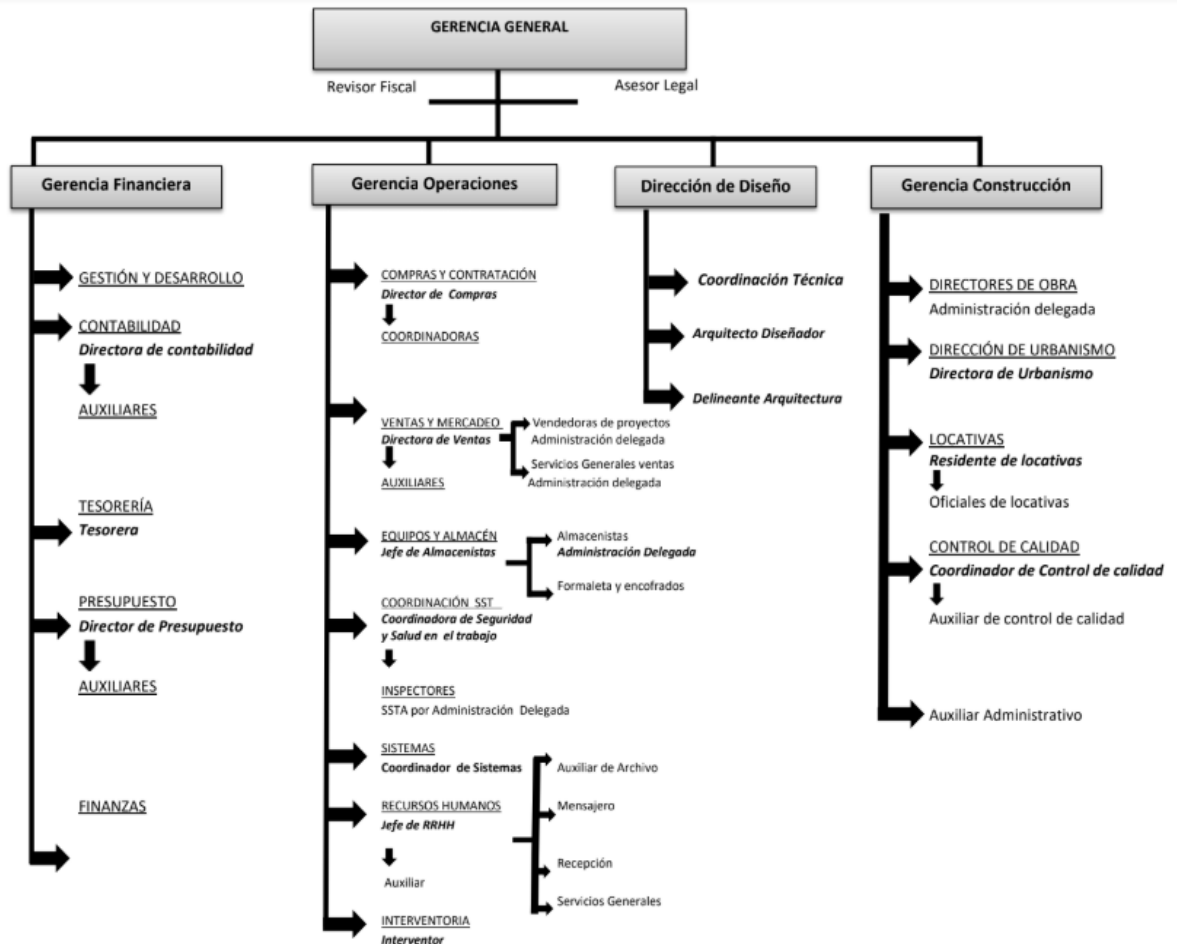 GERENCIA GENERAL
Revisor Fiscal
Asesor Legal
Gerencia Financiera
Gerencia Operaciones
Dirección de Diseño
Gerencia Construcción
GESTIÓN Y DESARROLLO
CONTABILIDAD
Directora de contabilidad
AUXILIARES
TESORERÍA
Tesorera
PRESUPUESTO
Director de Presupuesto
AUXILIARES
FINANZAS
COMPRAS Y CONTRATACIÓN
Director de Compras
COORDINADORAS
VENTAS Y MERCADEO
Directora de Ventas
AUXILIARES
Vendedoras de proyectos
Administración delegada
Servicios Generales ventas
Administración delegada
EQUIPOS Y ALMACÉN
Jefe de Almacenistas
Almacenistas
Administración Delegada
Formaleta y encofrados
COORDINACIÓN SST
Coordinadora de Seguridad
y Salud en el trabajo
INSPECTORES
SSTA por Administración Delegada
SISTEMAS
Coordinador de Sistemas
RECURSOS HUMANOS
Jefe de RRHH
Auxiliar
Auxiliar de Archivo
Mensajero
Recepción
Servicios Generales
INTERVENTORIA
Interventor
Coordinación Técnica
Arquitecto Diseñador
Delineante Arquitectura
DIRECTORES DE OBRA
Administración delegada
DIRECCIÓN DE URBANISMO
Directora de Urbanismo
LOCATIVAS
Residente de locativas
Oficiales de locativas
CONTROL DE CALIDAD
Coordinador de Control de calidad
Auxiliar de control de calidad
Auxiliar Administrativo